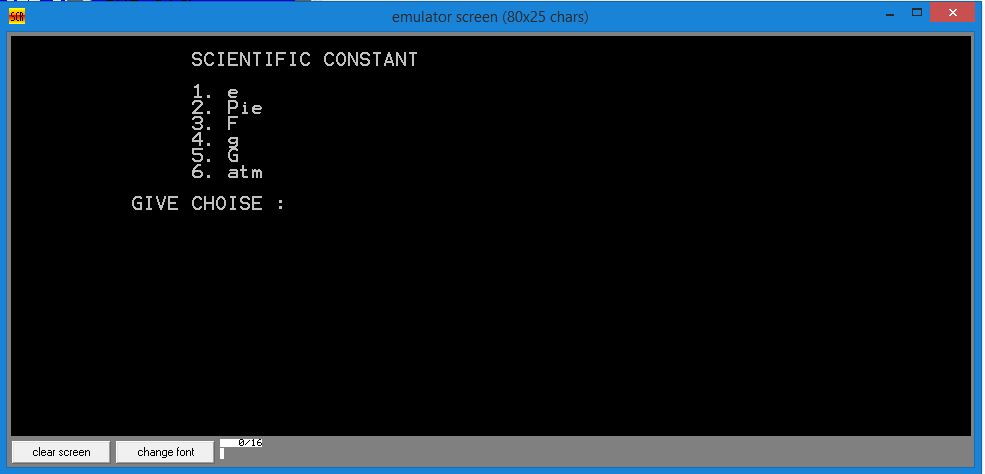 SCR
emulator screen (80x25 chars)
SCIENTIFIC CONSTANT
1. e
2. Pie
3. F
4. g
5. G
6. atm
GIVE CHOISE :
clear screen
change font
0/16